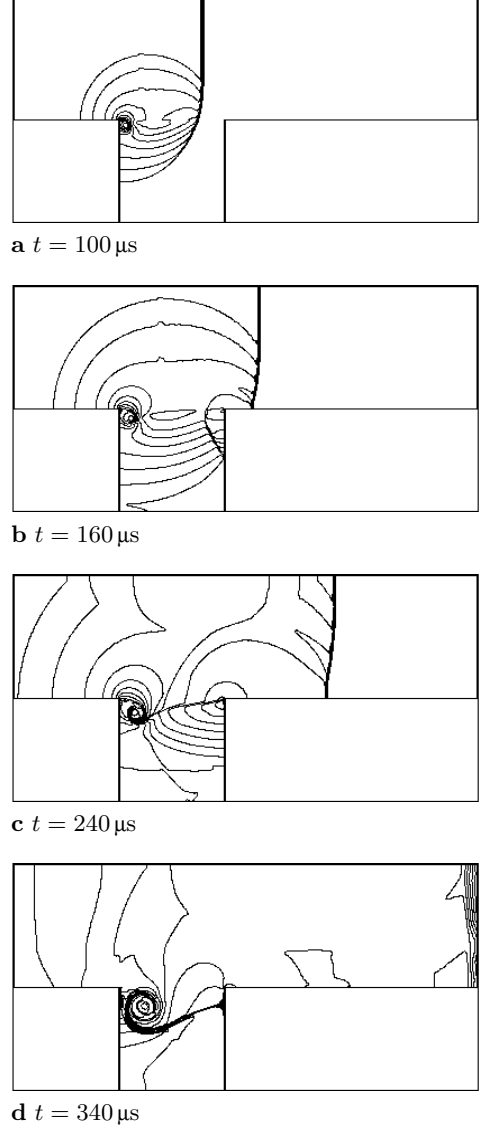 a t = 100 µs
b t = 160 µs
c t = 240 µs
d t = 340 µs